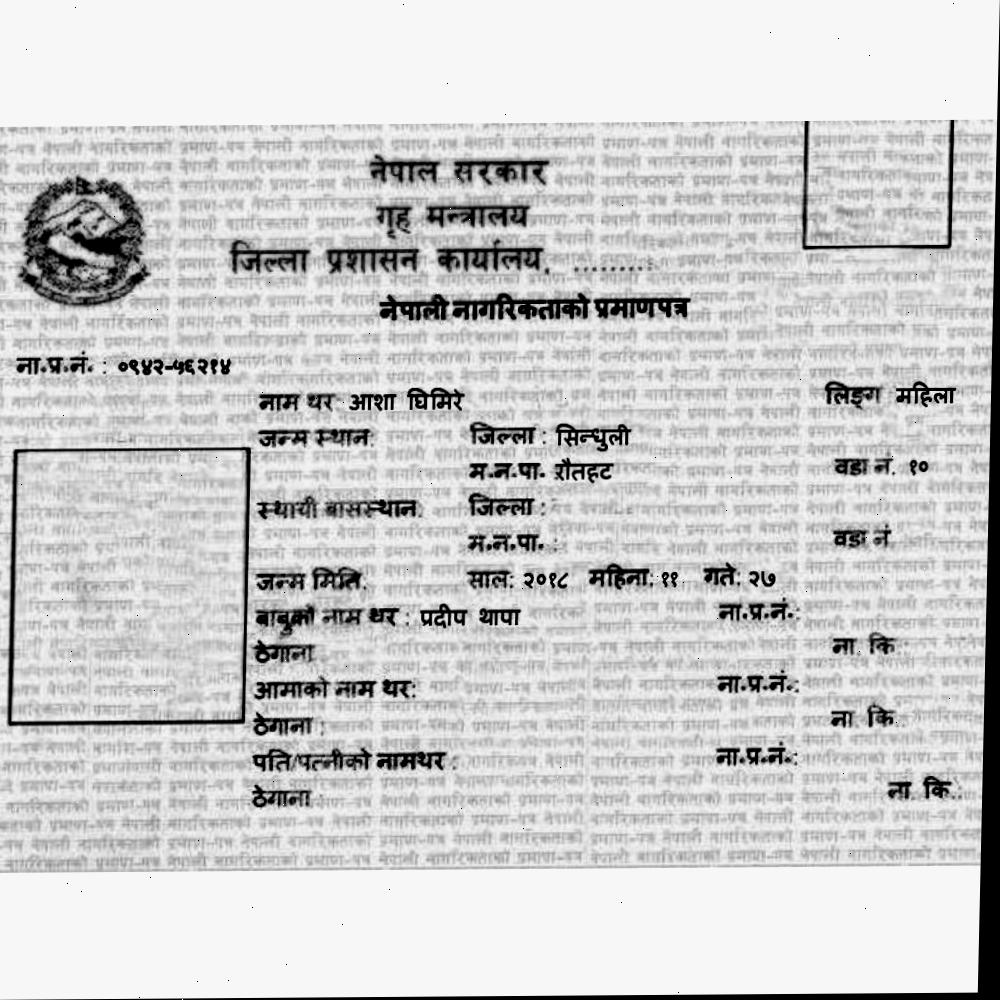 नेपाल सरकार
गृह मन्त्रालय
जिल्ला प्रशासन कार्यालय, ..........
नेपाली नागरिकताको प्रमाणपत्र
ना.प्र.नं. : ०९४२-५६२१४
नाम थर: आशा घिमिरे लिङ्ग महिला
जन्म स्थान: जिल्ला : सिन्धुली
म.न.पा. रौतहट वडा नं. १०
स्थायी बासस्थान: जिल्ला :
म.न.पा. : वडा नं
जन्म मिति: साल: २०१८ महिना: ११ गते: २७
बाबुको नाम थर : प्रदीप थापा ना.प्र.नं.:
ठेगाना ना. कि.:
आमाको नाम थर: ना.प्र.नं.:
ठेगाना : ना. कि.
पति/पत्नीको नामथर : ना.प्र.नं.:
ठेगाना ना. कि.: